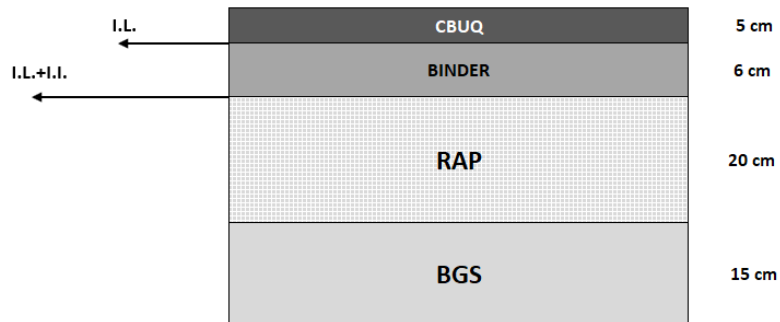 I.L.
CBUQ
5 cm
I.L.+I.I.
BINDER
6 cm
RAP
20 cm
BGS
15 cm